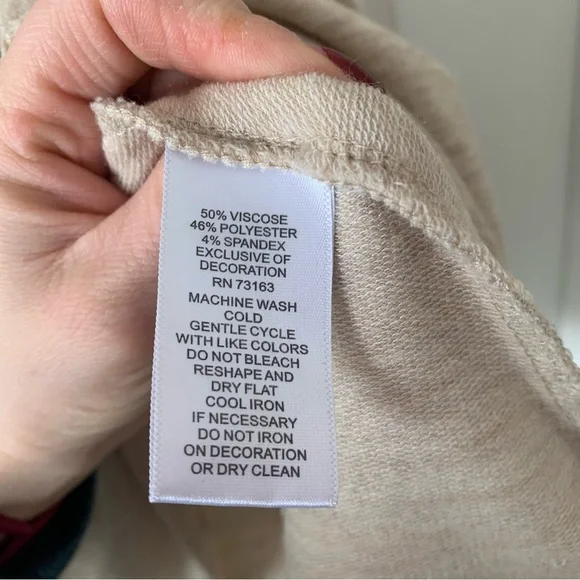 50% VISCOSE
46% POLYESTER
4% SPANDEX
EXCLUSIVE OF
DECORATION
RN 73163
MACHINE WASH
COLD
GENTLE CYCLE
WITH LIKE COLORS
DO NOT BLEACH
RESHAPE AND
DRY FLAT
COOL IRON
IF NECESSARY
DO NOT IRON
ON DECORATION
OR DRY CLEAN